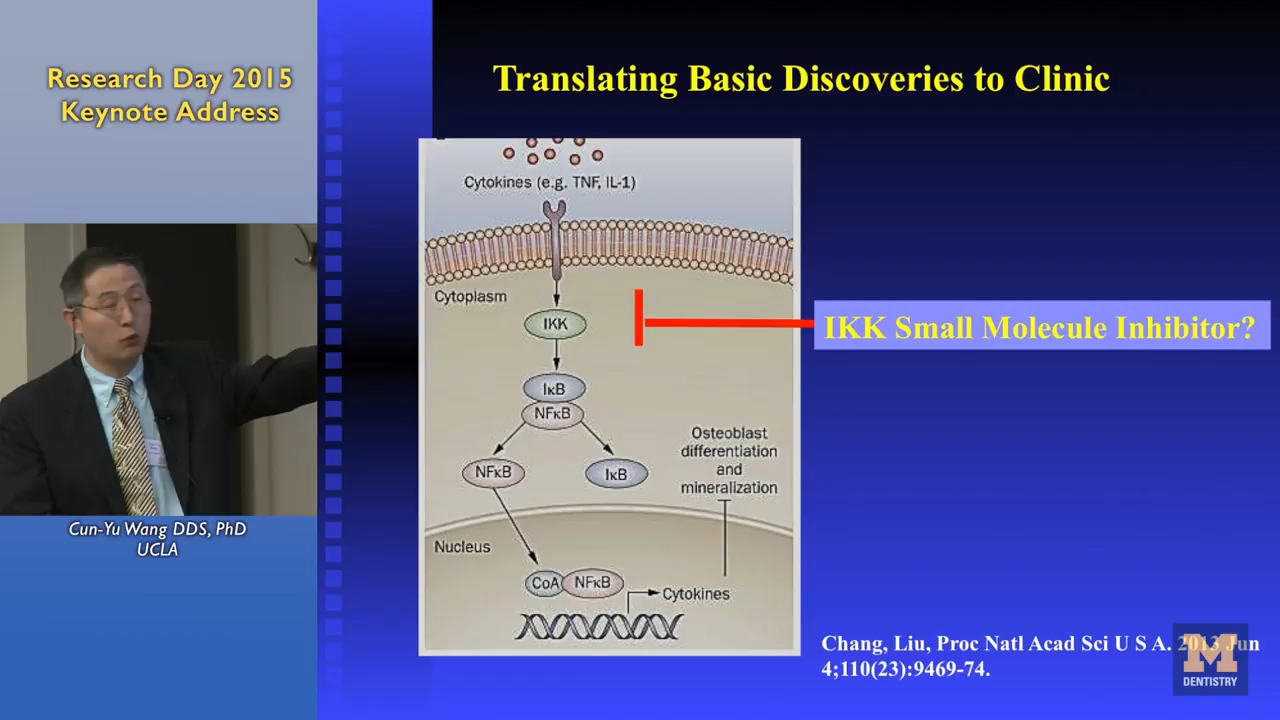 Research Day 2015
Keynote Address
Cun-Yu Wang DDS, PhD
UCLA
Translating Basic Discoveries to Clinic
Cytokines (e.g. TNF, IL-1)
Cytoplasm
IKK
IKK Small Molecule Inhibitor?
IκB
NFκB
NFκB
IκB
Osteoblast
differentiation
and
mineralization
Nucleus
CoA
NFκB
Cytokines
Chang, Liu, Proc Natl Acad Sci U S A. 2013 Jun
4;110(23):9469-74.
M
DENTISTRY